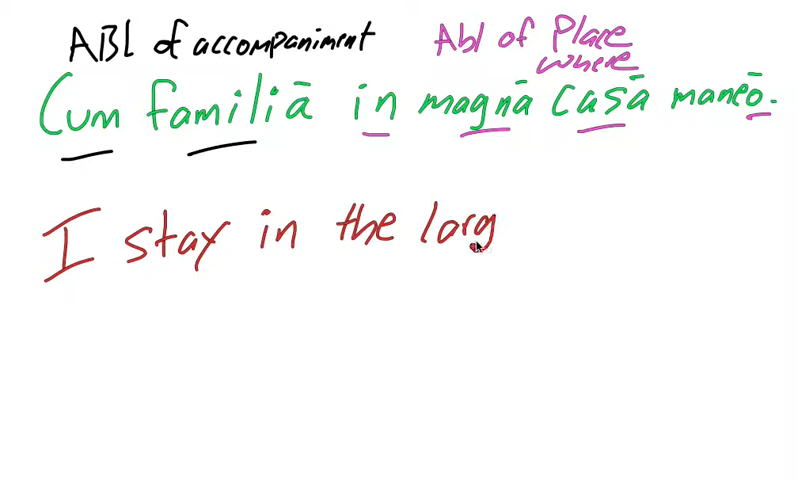 ABl of accompaniment
Abl of Place
where
Cum familiā in magnā casā maneō.
I stay in the larg